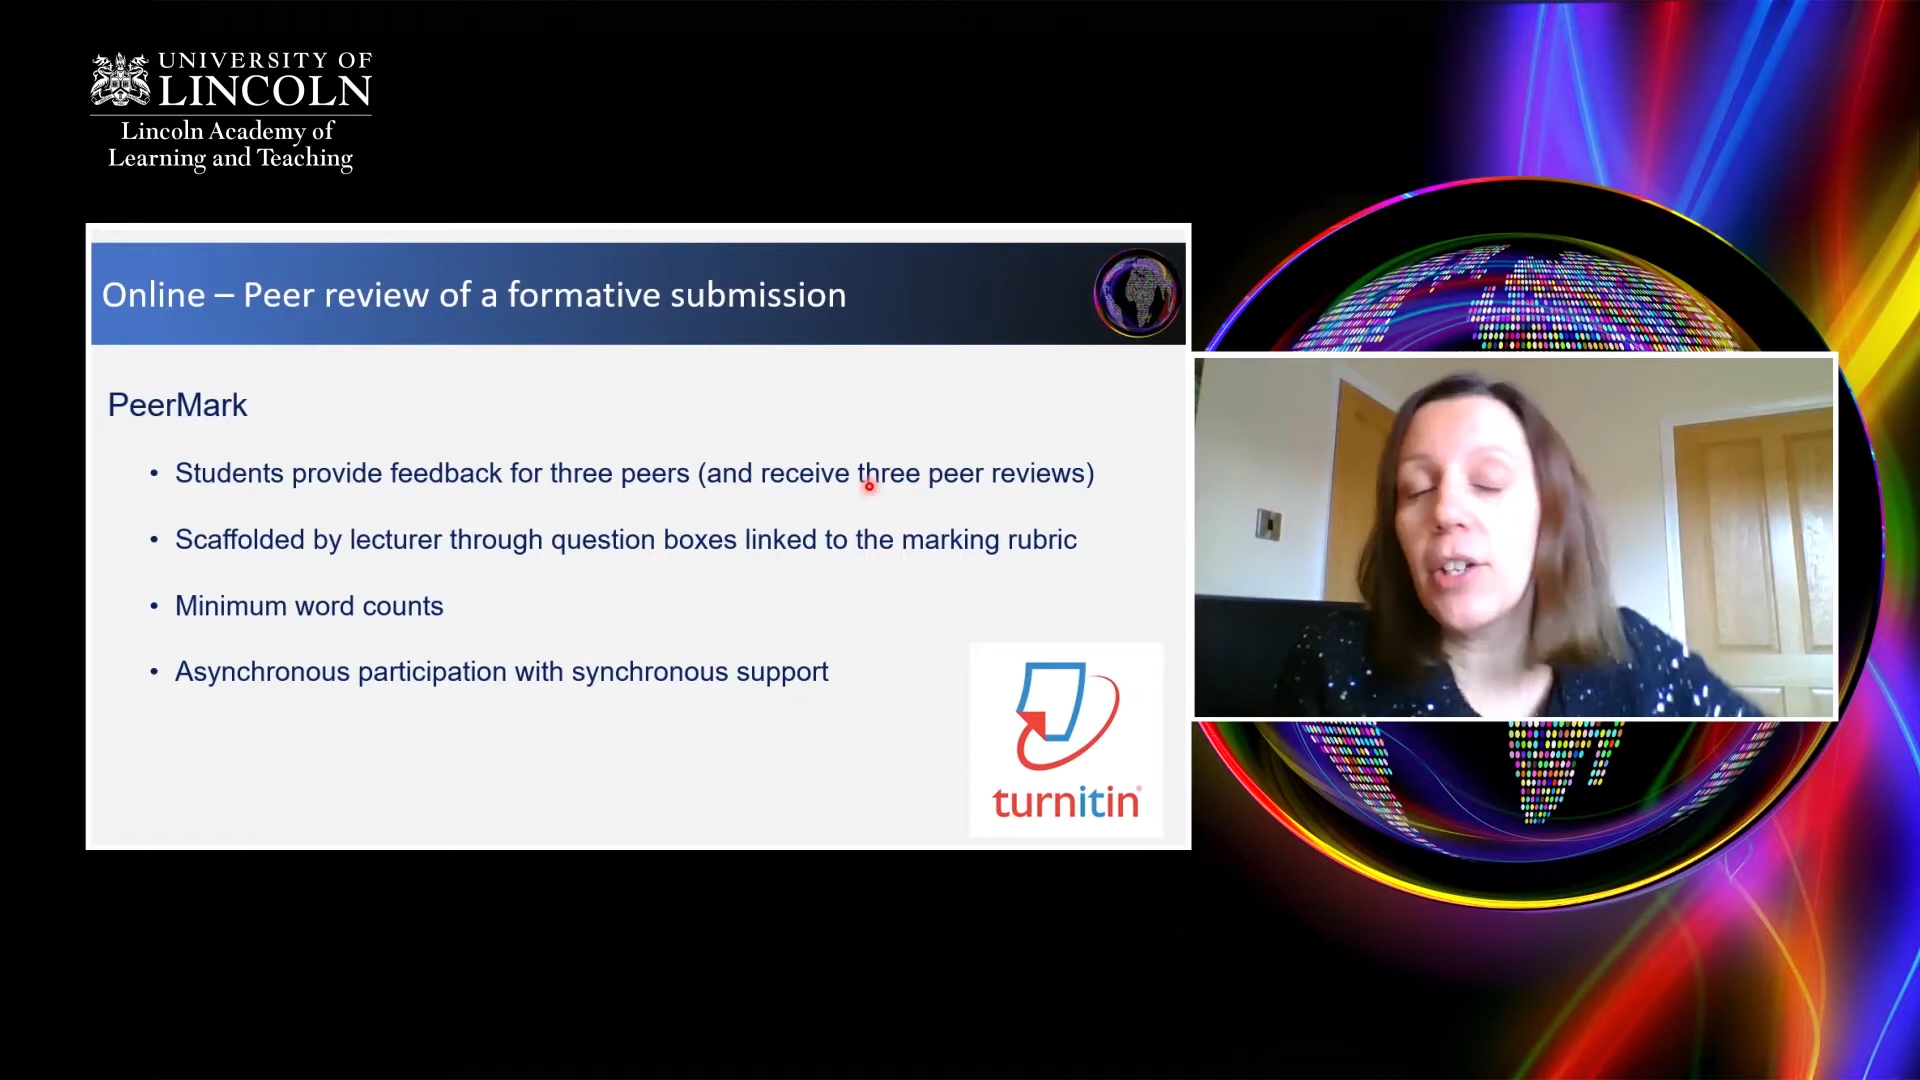 UNIVERSITY OF
LINCOLN
Lincoln Academy of
Learning and Teaching
Online – Peer review of a formative submission
PeerMark
• Students provide feedback for three peers (and receive three peer reviews)
• Scaffolded by lecturer through question boxes linked to the marking rubric
• Minimum word counts
• Asynchronous participation with synchronous support
turnitin®